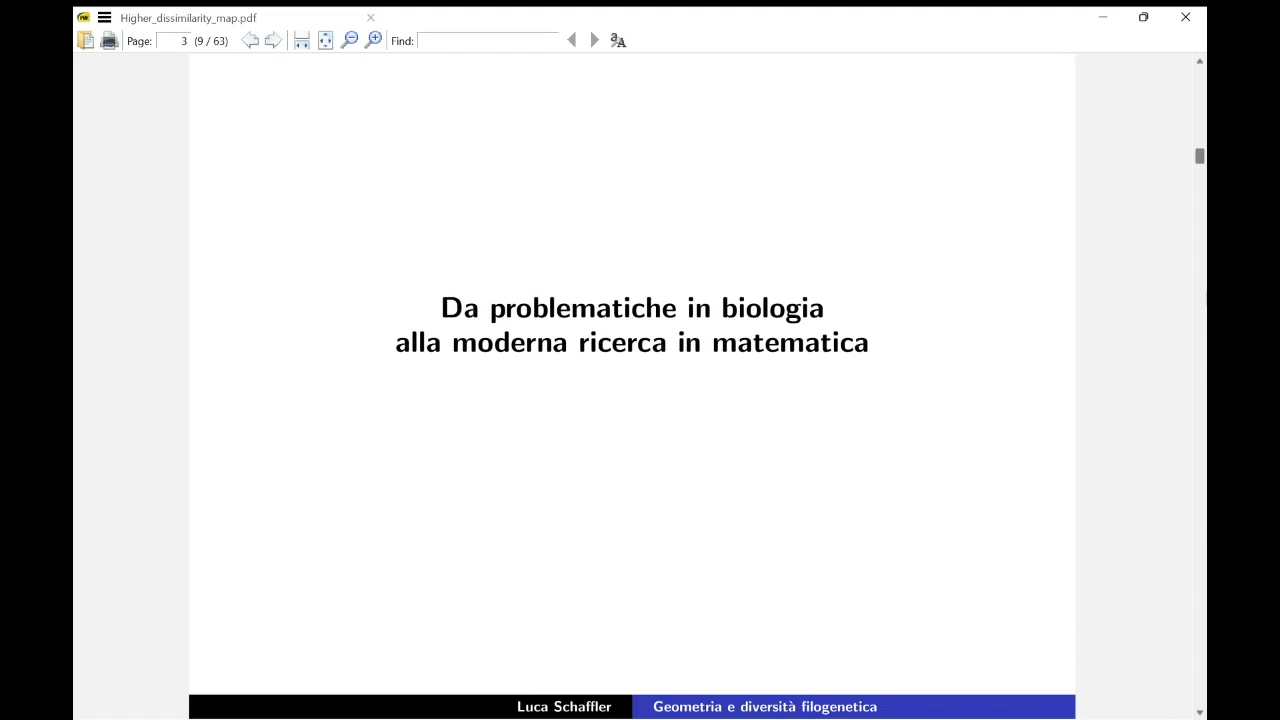 Higher_dissimilarity_map.pdf
Page: 3 (9 / 63) Find:
Da problematiche in biologia
alla moderna ricerca in matematica
Luca Schaffler Geometria e diversità filogenetica